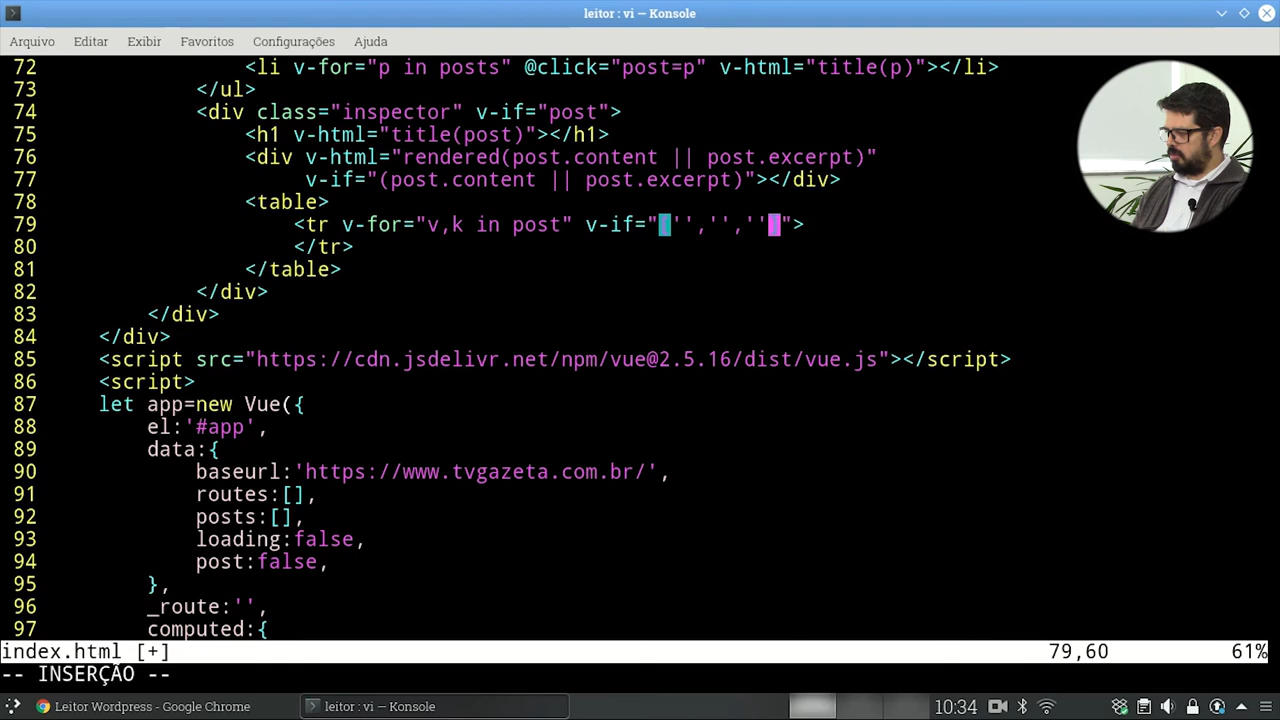 leitor : vi — Konsole
Arquivo Editar Exibir Favoritos Configurações Ajuda
72 <li v-for="p in posts" @click="post=p" v-html="title(p)"></li>
73 </ul>
74 <div class="inspector" v-if="post">
75 <h1 v-html="title(post)"></h1>
76 <div v-html="rendered(post.content || post.excerpt)"
77 v-if="(post.content || post.excerpt)"></div>
78 <table>
79 <tr v-for="v,k in post" v-if="['','','']">
80 </tr>
81 </table>
82 </div>
83 </div>
84 </div>
85 <script src="https://cdn.jsdelivr.net/npm/vue@2.5.16/dist/vue.js"></script>
86 <script>
87 let app=new Vue({
88 el:'#app',
89 data:{
90 baseurl:'https://www.tvgazeta.com.br/',
91 routes:[],
92 posts:[],
93 loading:false,
94 post:false,
95 },
96 _route:'',
97 computed:{
index.html [+] 79,60 61%
-- INSERÇÃO --
Leitor Wordpress - Google Chrome leitor : vi — Konsole 10:34